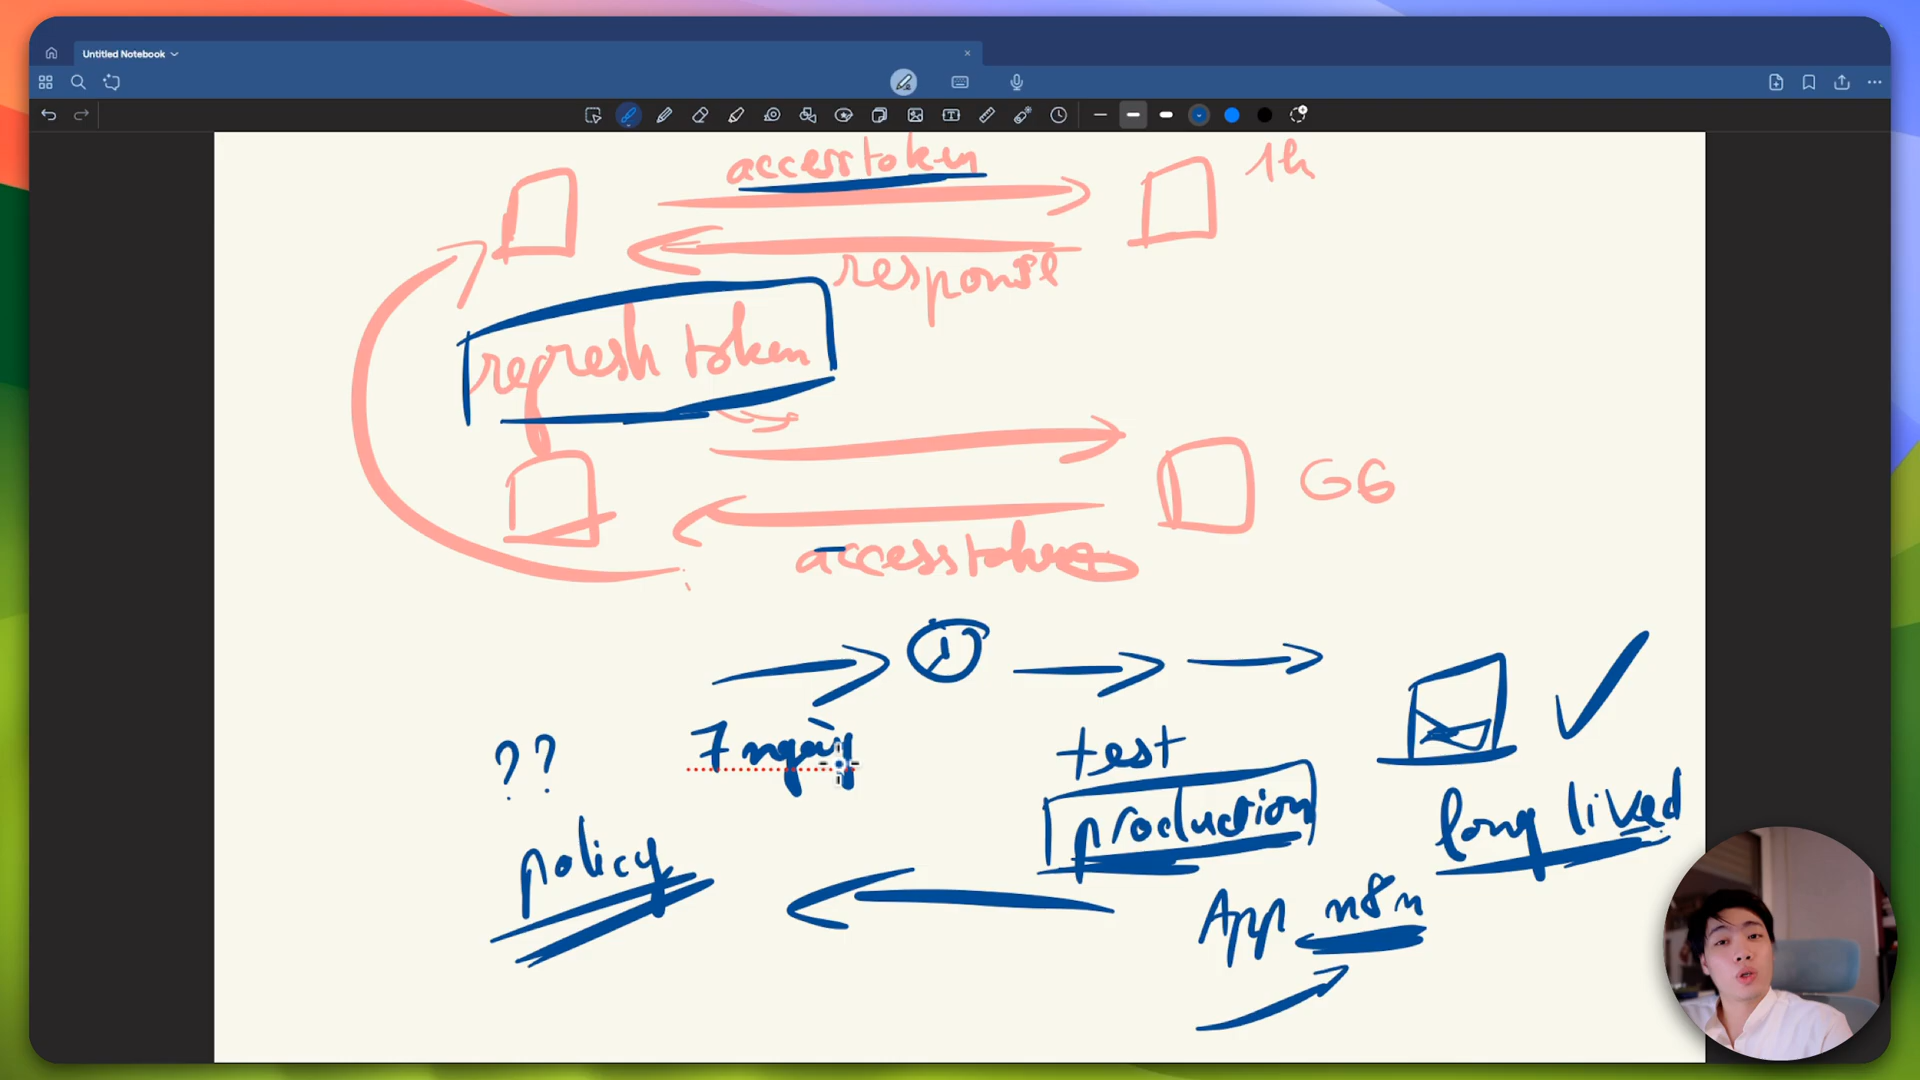 Untitled Notebook
access token
1h
response
refresh token
GG
access token
7 ngày
test
??
production
long lived
policy
App n8n